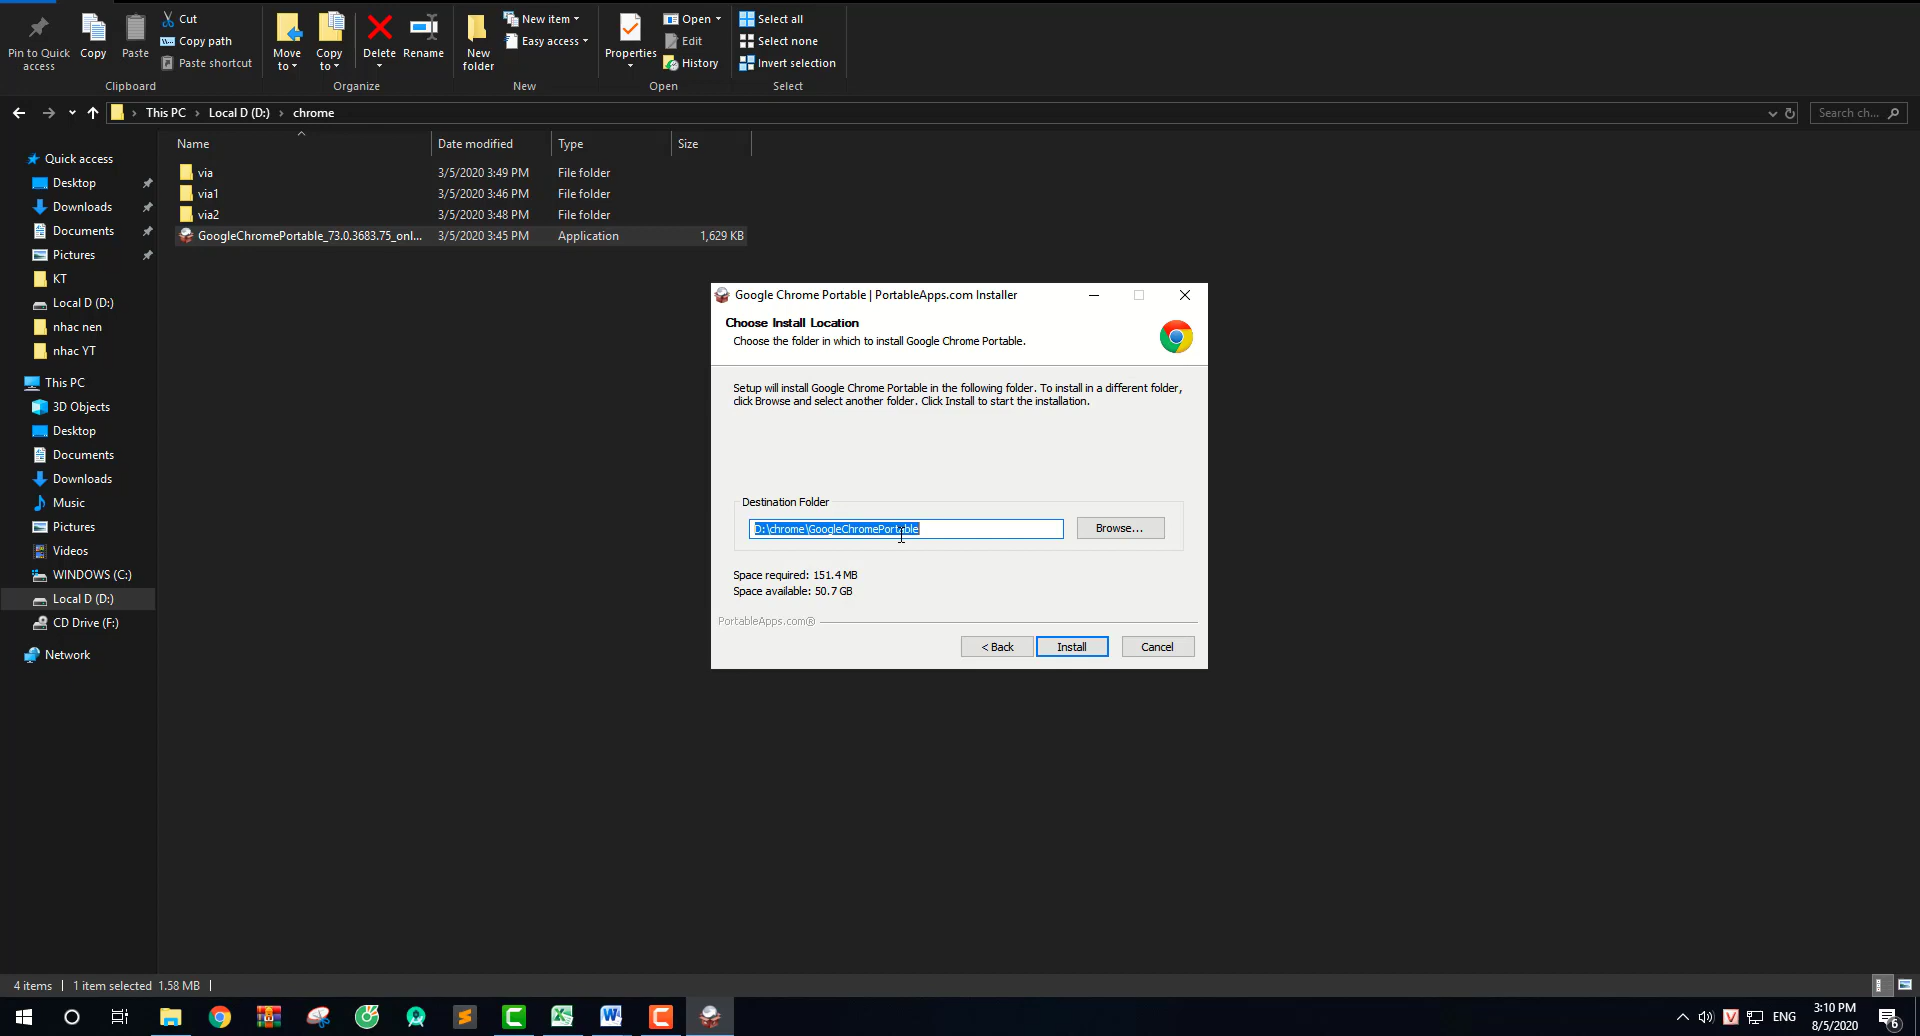 Pin to Quick access
Copy
Paste
Cut
Copy path
Paste shortcut
Clipboard
Move to
Copy to
Delete
Rename
Organize
New folder
New item
Easy access
New
Properties
Open
Edit
History
Open
Select all
Select none
Invert selection
Select
This PC
Local D (D:)
chrome
Search ch...
Name
Date modified
Type
Size
via 3/5/2020 3:49 PM File folder
via1 3/5/2020 3:46 PM File folder
via2 3/5/2020 3:48 PM File folder
GoogleChromePortable_73.0.3683.75_onl... 3/5/2020 3:45 PM Application 1,629 KB
Quick access
Desktop
Downloads
Documents
Pictures
KT
Local D (D:)
nhac nen
nhac YT
This PC
3D Objects
Desktop
Documents
Downloads
Music
Pictures
Videos
WINDOWS (C:)
Local D (D:)
CD Drive (F:)
Network
Google Chrome Portable | PortableApps.com Installer
Choose Install Location
Choose the folder in which to install Google Chrome Portable.
Setup will install Google Chrome Portable in the following folder. To install in a different folder,
click Browse and select another folder. Click Install to start the installation.
Destination Folder
D:\chrome\GoogleChromePortable
Browse...
Space required: 151.4 MB
Space available: 50.7 GB
PortableApps.com®
< Back
Install
Cancel
4 items
1 item selected 1.58 MB
ENG
3:10 PM
8/5/2020
6